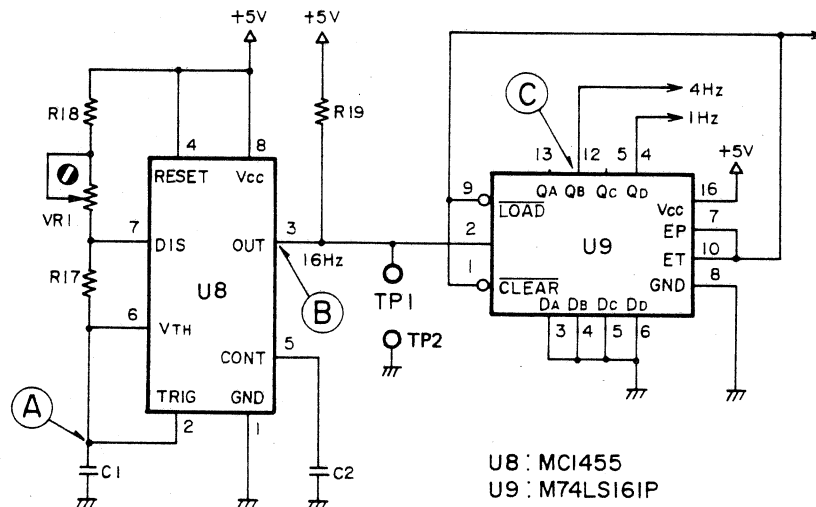 +5V
+5V
R18
R19
VR1
R17
4
8
RESET
Vcc
7
DIS
OUT
3
16Hz
U8
6
VTH
CONT
5
TRIG
GND
2
1
A
B
C1
C2
TP1
TP2
C
4Hz
1Hz
+5V
13
12
5
4
QA
QB
QC
QD
16
Vcc
9
LOAD
7
EP
2
U9
10
ET
1
CLEAR
GND
8
DA
DB
DC
DD
3
4
5
6
U8 : MC1455
U9 : M74LS161P